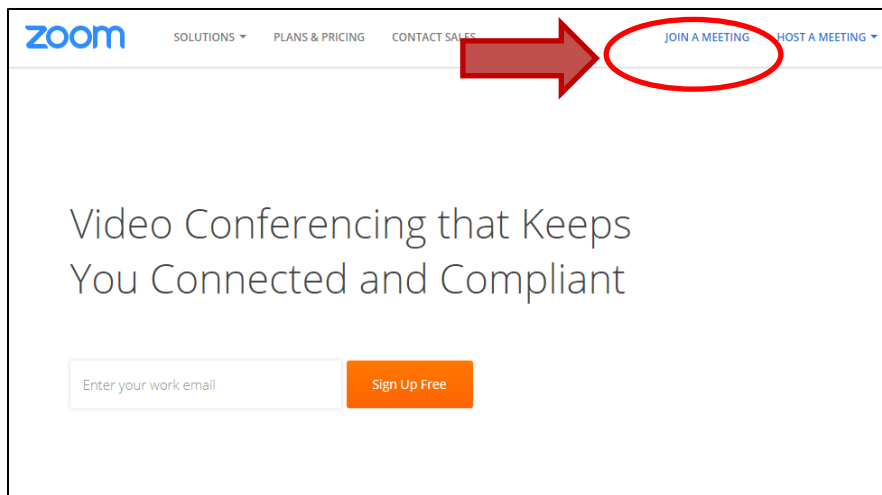 zoom
SOLUTIONS
PLANS & PRICING
CONTACT SALES
JOIN A MEETING
HOST A MEETING
Video Conferencing that Keeps
You Connected and Compliant
Enter your work email
Sign Up Free